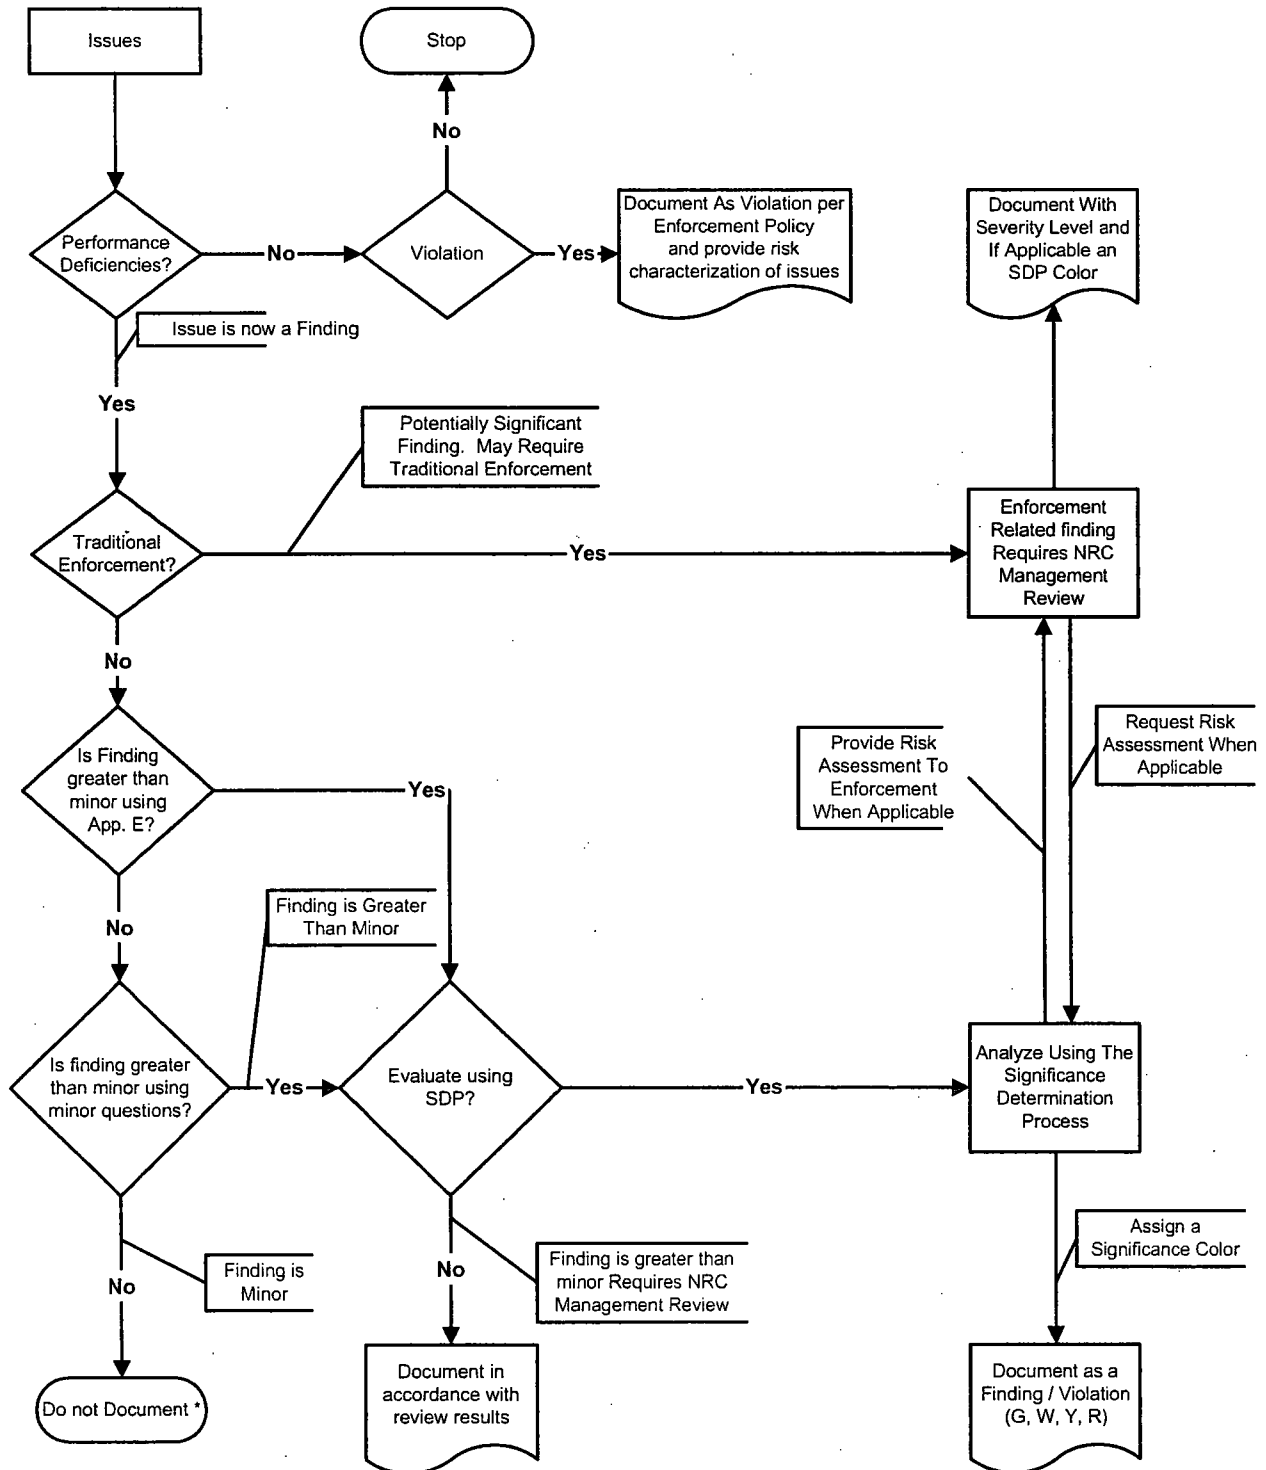 Issues
Stop
No
Performance
Deficiencies?
No
Violation
Yes
Document As Violation per
Enforcement Policy
and provide risk
characterization of issues
Document With
Severity Level and
If Applicable an
SDP Color
Issue is now a Finding
Yes
Potentially Significant
Finding. May Require
Traditional Enforcement
Traditional
Enforcement?
Yes
Enforcement
Related finding
Requires NRC
Management
Review
No
Is Finding
greater than
minor using
App. E?
Yes
Provide Risk
Assessment To
Enforcement
When Applicable
Request Risk
Assessment When
Applicable
No
Finding is Greater
Than Minor
Is finding greater
than minor using
minor questions?
Yes
Evaluate using
SDP?
Yes
Analyze Using The
Significance
Determination
Process
Finding is
Minor
No
No
Finding is greater than
minor Requires NRC
Management Review
Assign a
Significance Color
Do not Document *
Document in
accordance with
review results
Document as a
Finding / Violation
(G, W, Y, R)